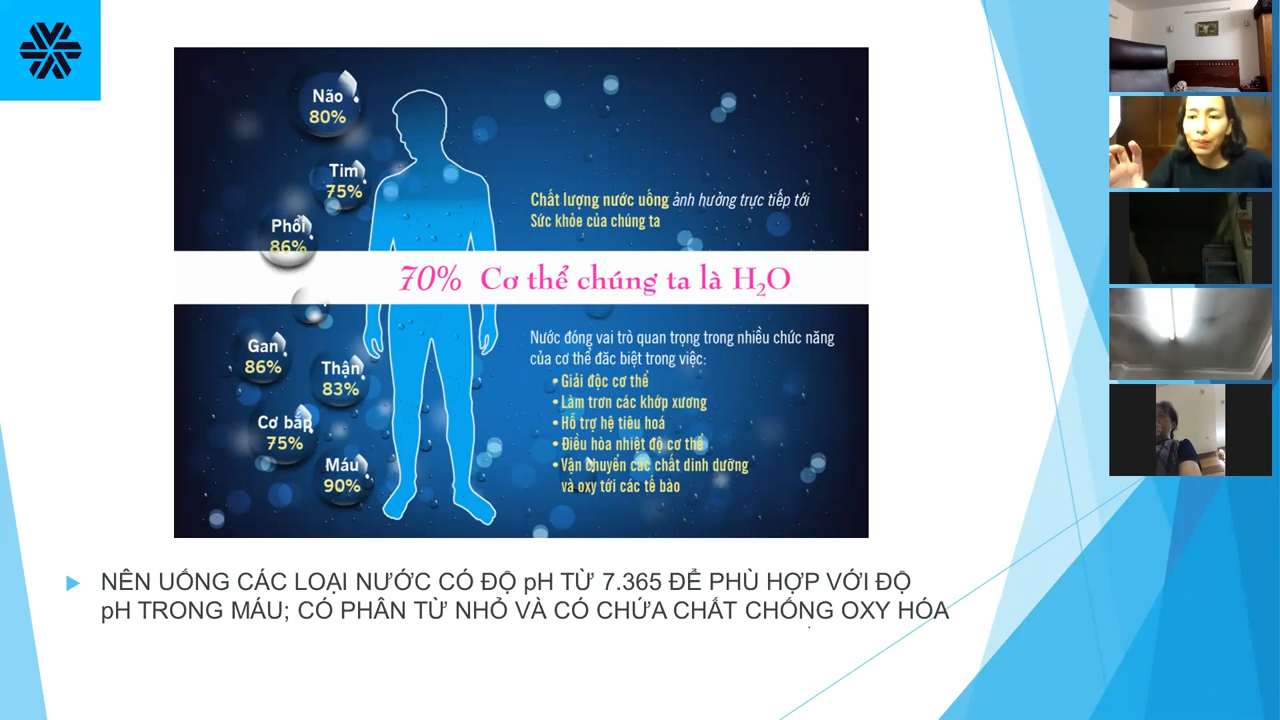 Não
80%
Tim
75%
Phổi
86%
Chất lượng nước uống ảnh hưởng trực tiếp tới
Sức khỏe của chúng ta
70% Cơ thể chúng ta là H₂O
Gan
86%
Thận
83%
Cơ bắp
75%
Máu
90%
Nước đóng vai trò quan trọng trong nhiều chức năng
của cơ thể đăc biệt trong việc:
• Giải độc cơ thể
• Làm trơn các khớp xương
• Hỗ trợ hệ tiêu hoá
• Điều hòa nhiệt độ cơ thể
• Vận chuyển các chất dinh dưỡng
và oxy tới các tế bào
NÊN UỐNG CÁC LOẠI NƯỚC CÓ ĐỘ pH TỪ 7.365 ĐỂ PHÙ HỢP VỚI ĐỘ
pH TRONG MÁU; CÓ PHÂN TỪ NHỎ VÀ CÓ CHỨA CHẤT CHỐNG OXY HÓA